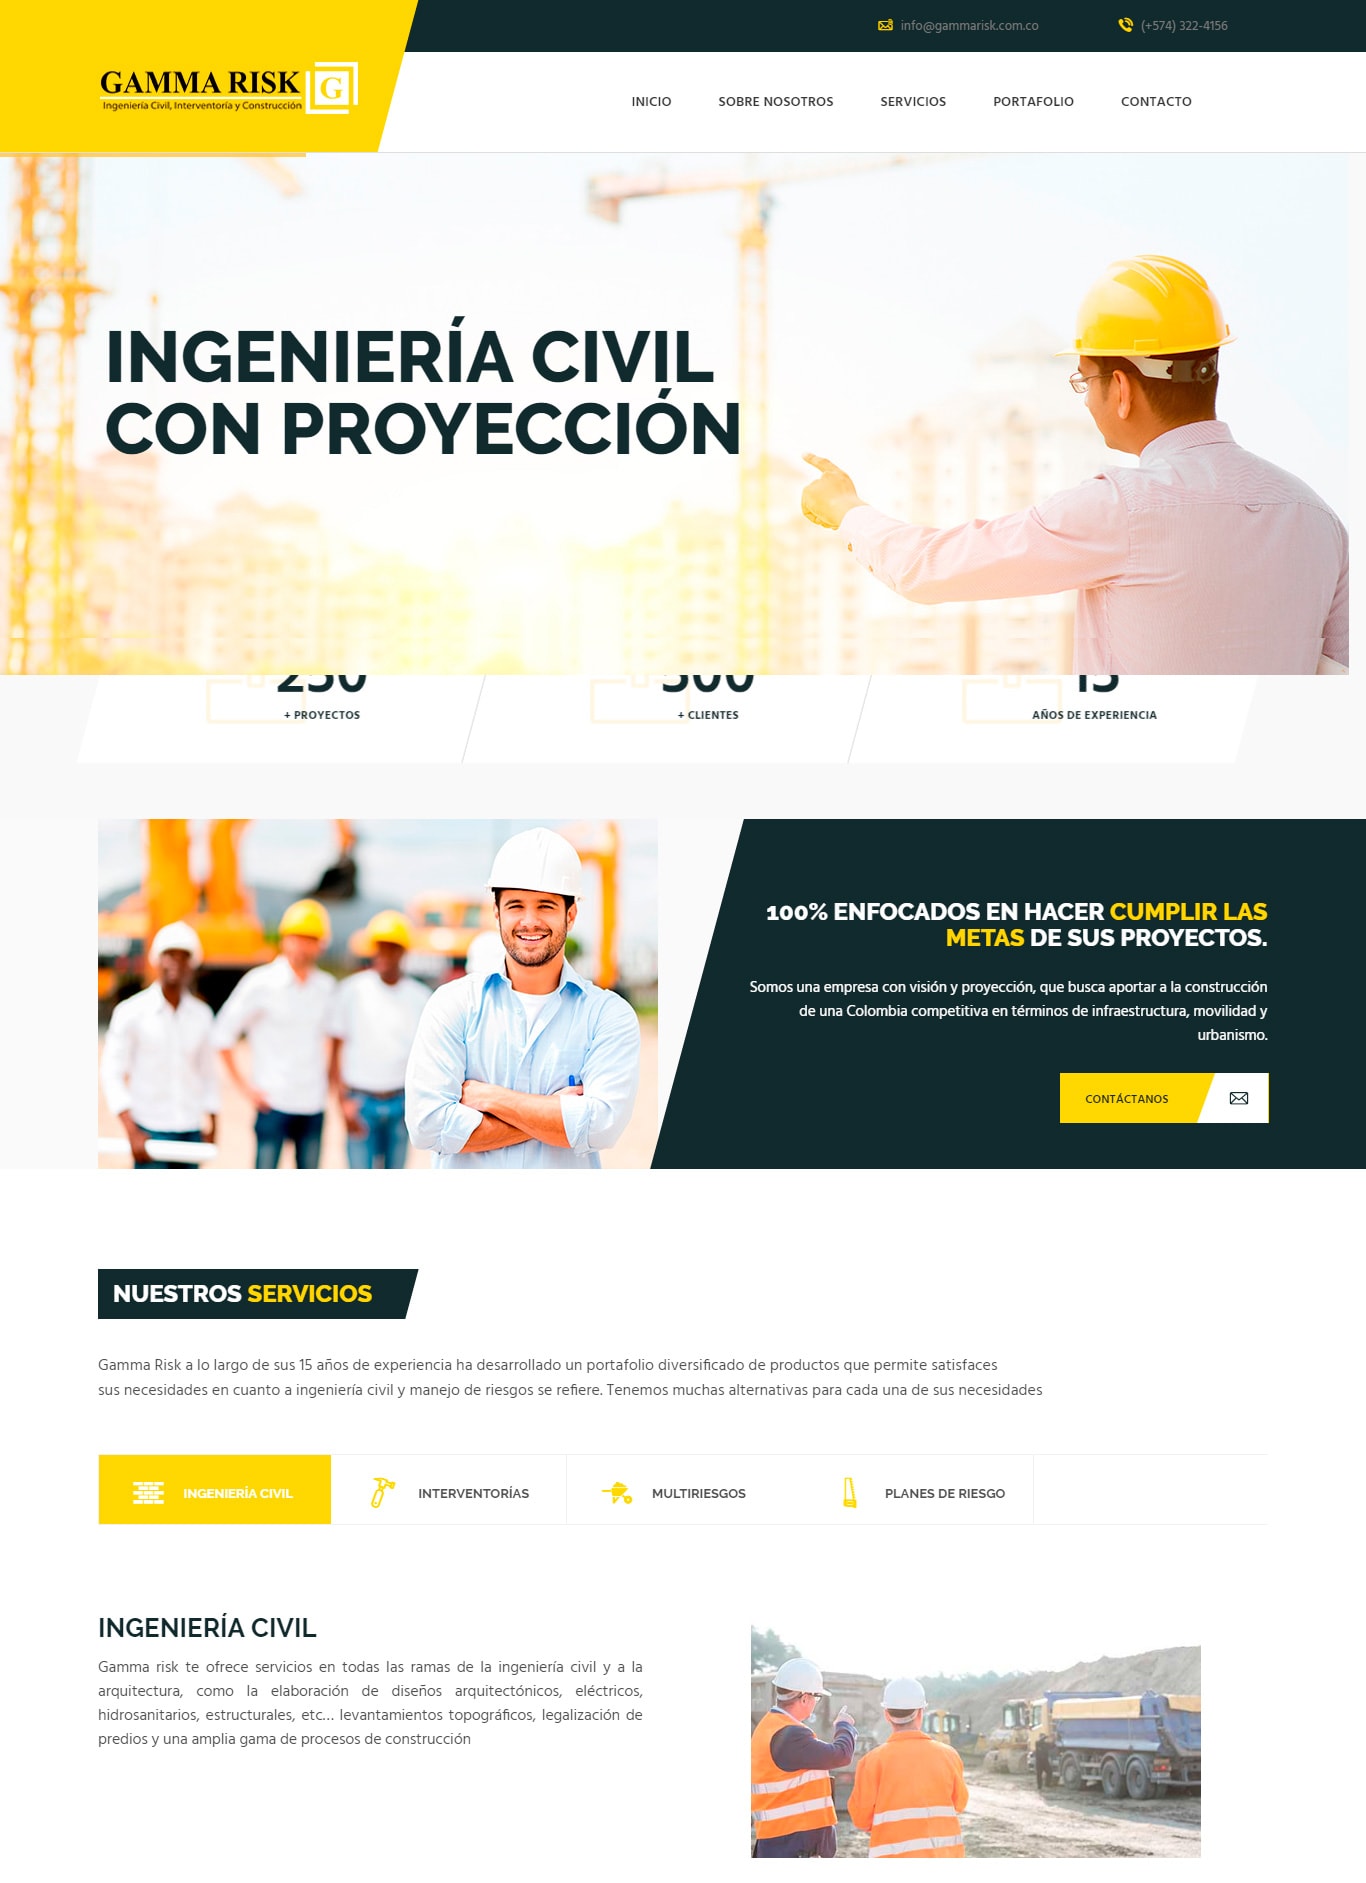 info@gammarisk.com.co
(+574) 322-4156
GAMMA RISK G
Ingeniería Civil, Interventoría y Construcción
INICIO
SOBRE NOSOTROS
SERVICIOS
PORTAFOLIO
CONTACTO
INGENIERÍA CIVIL
CON PROYECCIÓN
+ PROYECTOS
+ CLIENTES
15
AÑOS DE EXPERIENCIA
100% ENFOCADOS EN HACER CUMPLIR LAS
METAS DE SUS PROYECTOS.
Somos una empresa con visión y proyección, que busca aportar a la construcción
de una Colombia competitiva en términos de infraestructura, movilidad y
urbanismo.
CONTÁCTANOS
NUESTROS SERVICIOS
Gamma Risk a lo largo de sus 15 años de experiencia ha desarrollado un portafolio diversificado de productos que permite satisfaces
sus necesidades en cuanto a ingeniería civil y manejo de riesgos se refiere. Tenemos muchas alternativas para cada una de sus necesidades
INGENIERÍA CIVIL
INTERVENTORÍAS
MULTIRIESGOS
PLANES DE RIESGO
INGENIERÍA CIVIL
Gamma risk te ofrece servicios en todas las ramas de la ingeniería civil y a la
arquitectura, como la elaboración de diseños arquitectónicos, eléctricos,
hidrosanitarios, estructurales, etc... levantamientos topográficos, legalización de
predios y una amplia gama de procesos de construcción